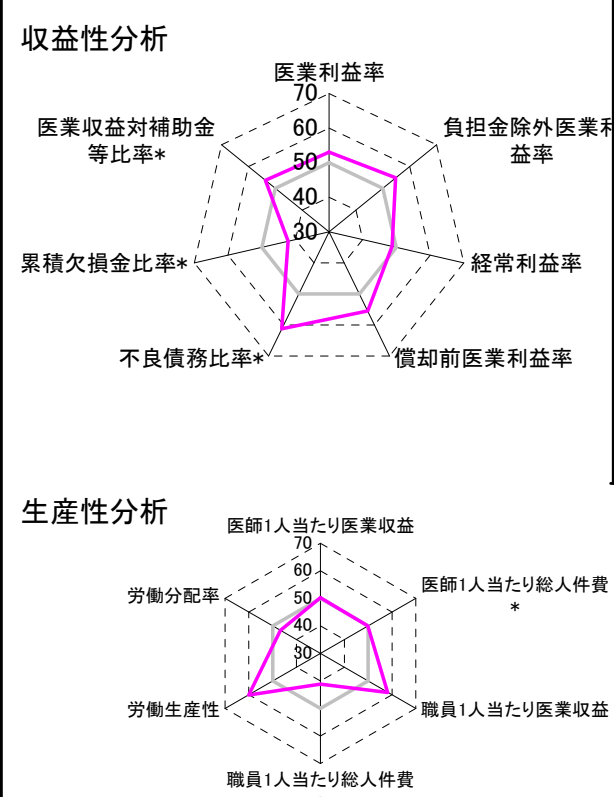 収益性分析
医業利益率
70
60
50
40
30
医業収益対補助金
等比率*
負担金除外医業利
益率
累積欠損金比率*
経常利益率
不良債務比率*
償却前医業利益率
生産性分析
医師1人当たり医業収益
70
60
50
40
30
労働分配率
医師1人当たり総人件費
*
労働生産性
職員1人当たり医業収益
職員1人当たり総人件費